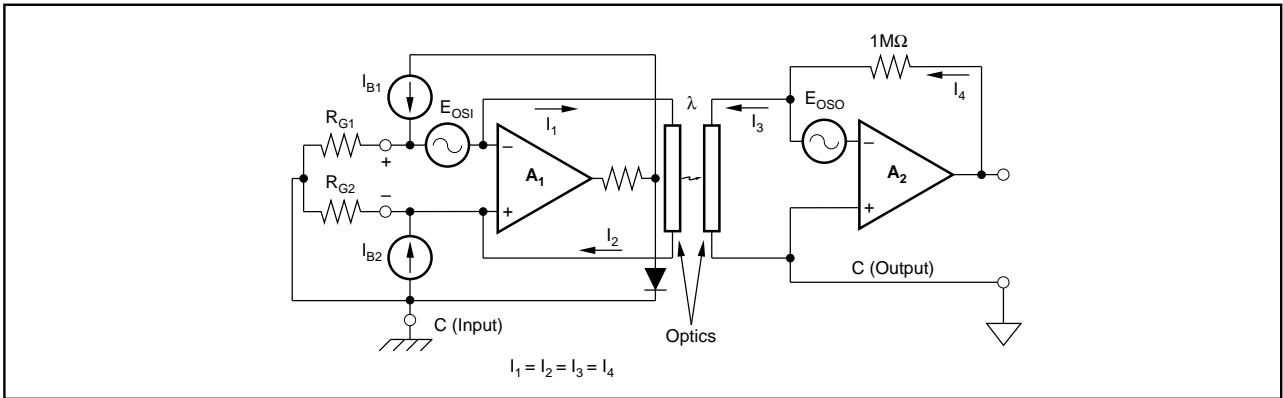 1MΩ
I4
IB1
EOSI
I1
λ
I3
EOSO
RG1
+
−
A1
−
A2
RG2
−
+
+
IB2
I2
C (Output)
C (Input)
Optics
I1 = I2 = I3 = I4